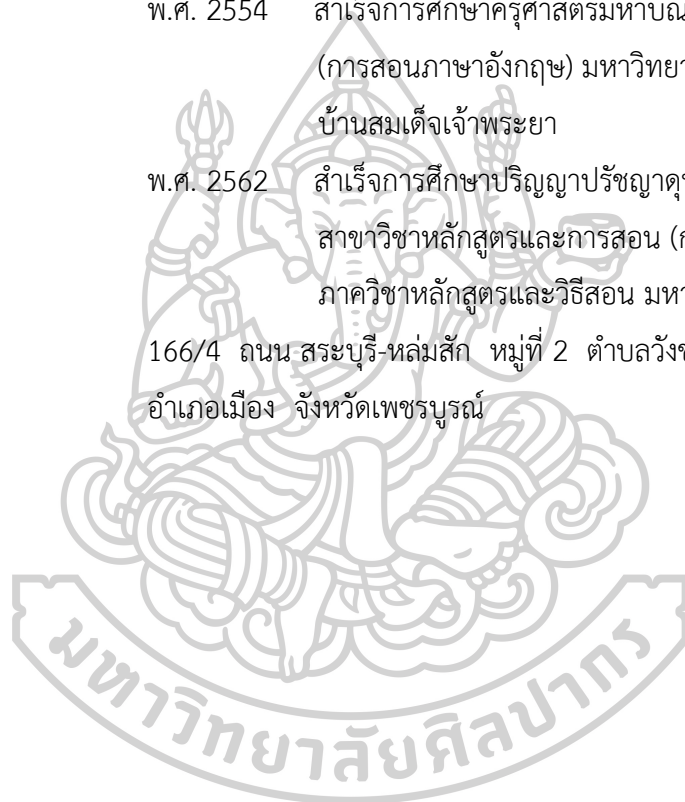 พ.ศ. 2554 สำเร็จการศึกษาครุศาสตรมหาบัณ
(การสอนภาษาอังกฤษ) มหาวิทยา
บ้านสมเด็จเจ้าพระยา
พ.ศ. 2562 สำเร็จการศึกษาปริญญาปรัชญาดุ
สาขาวิชาหลักสูตรและการสอน (
ภาควิชาหลักสูตรและวิธีสอน มหา
166/4 ถนน สระบุรี-หล่มสัก หมู่ที่ 2 ตำบลวัง
อำเภอเมือง จังหวัดเพชรบูรณ์
มหาวิทยาลัยศิลปากร